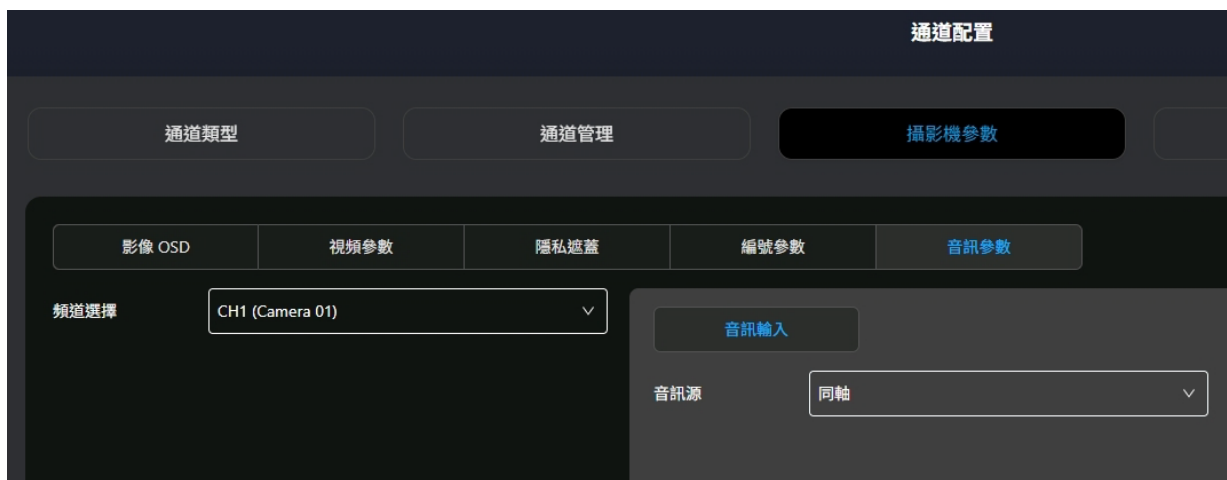 通道配置
通道類型 通道管理 攝影機參數
影像 OSD 視頻參數 隱私遮蓋 編號參數 音訊參數
頻道選擇 CH1 (Camera 01) 音訊輸入
音訊源 同軸